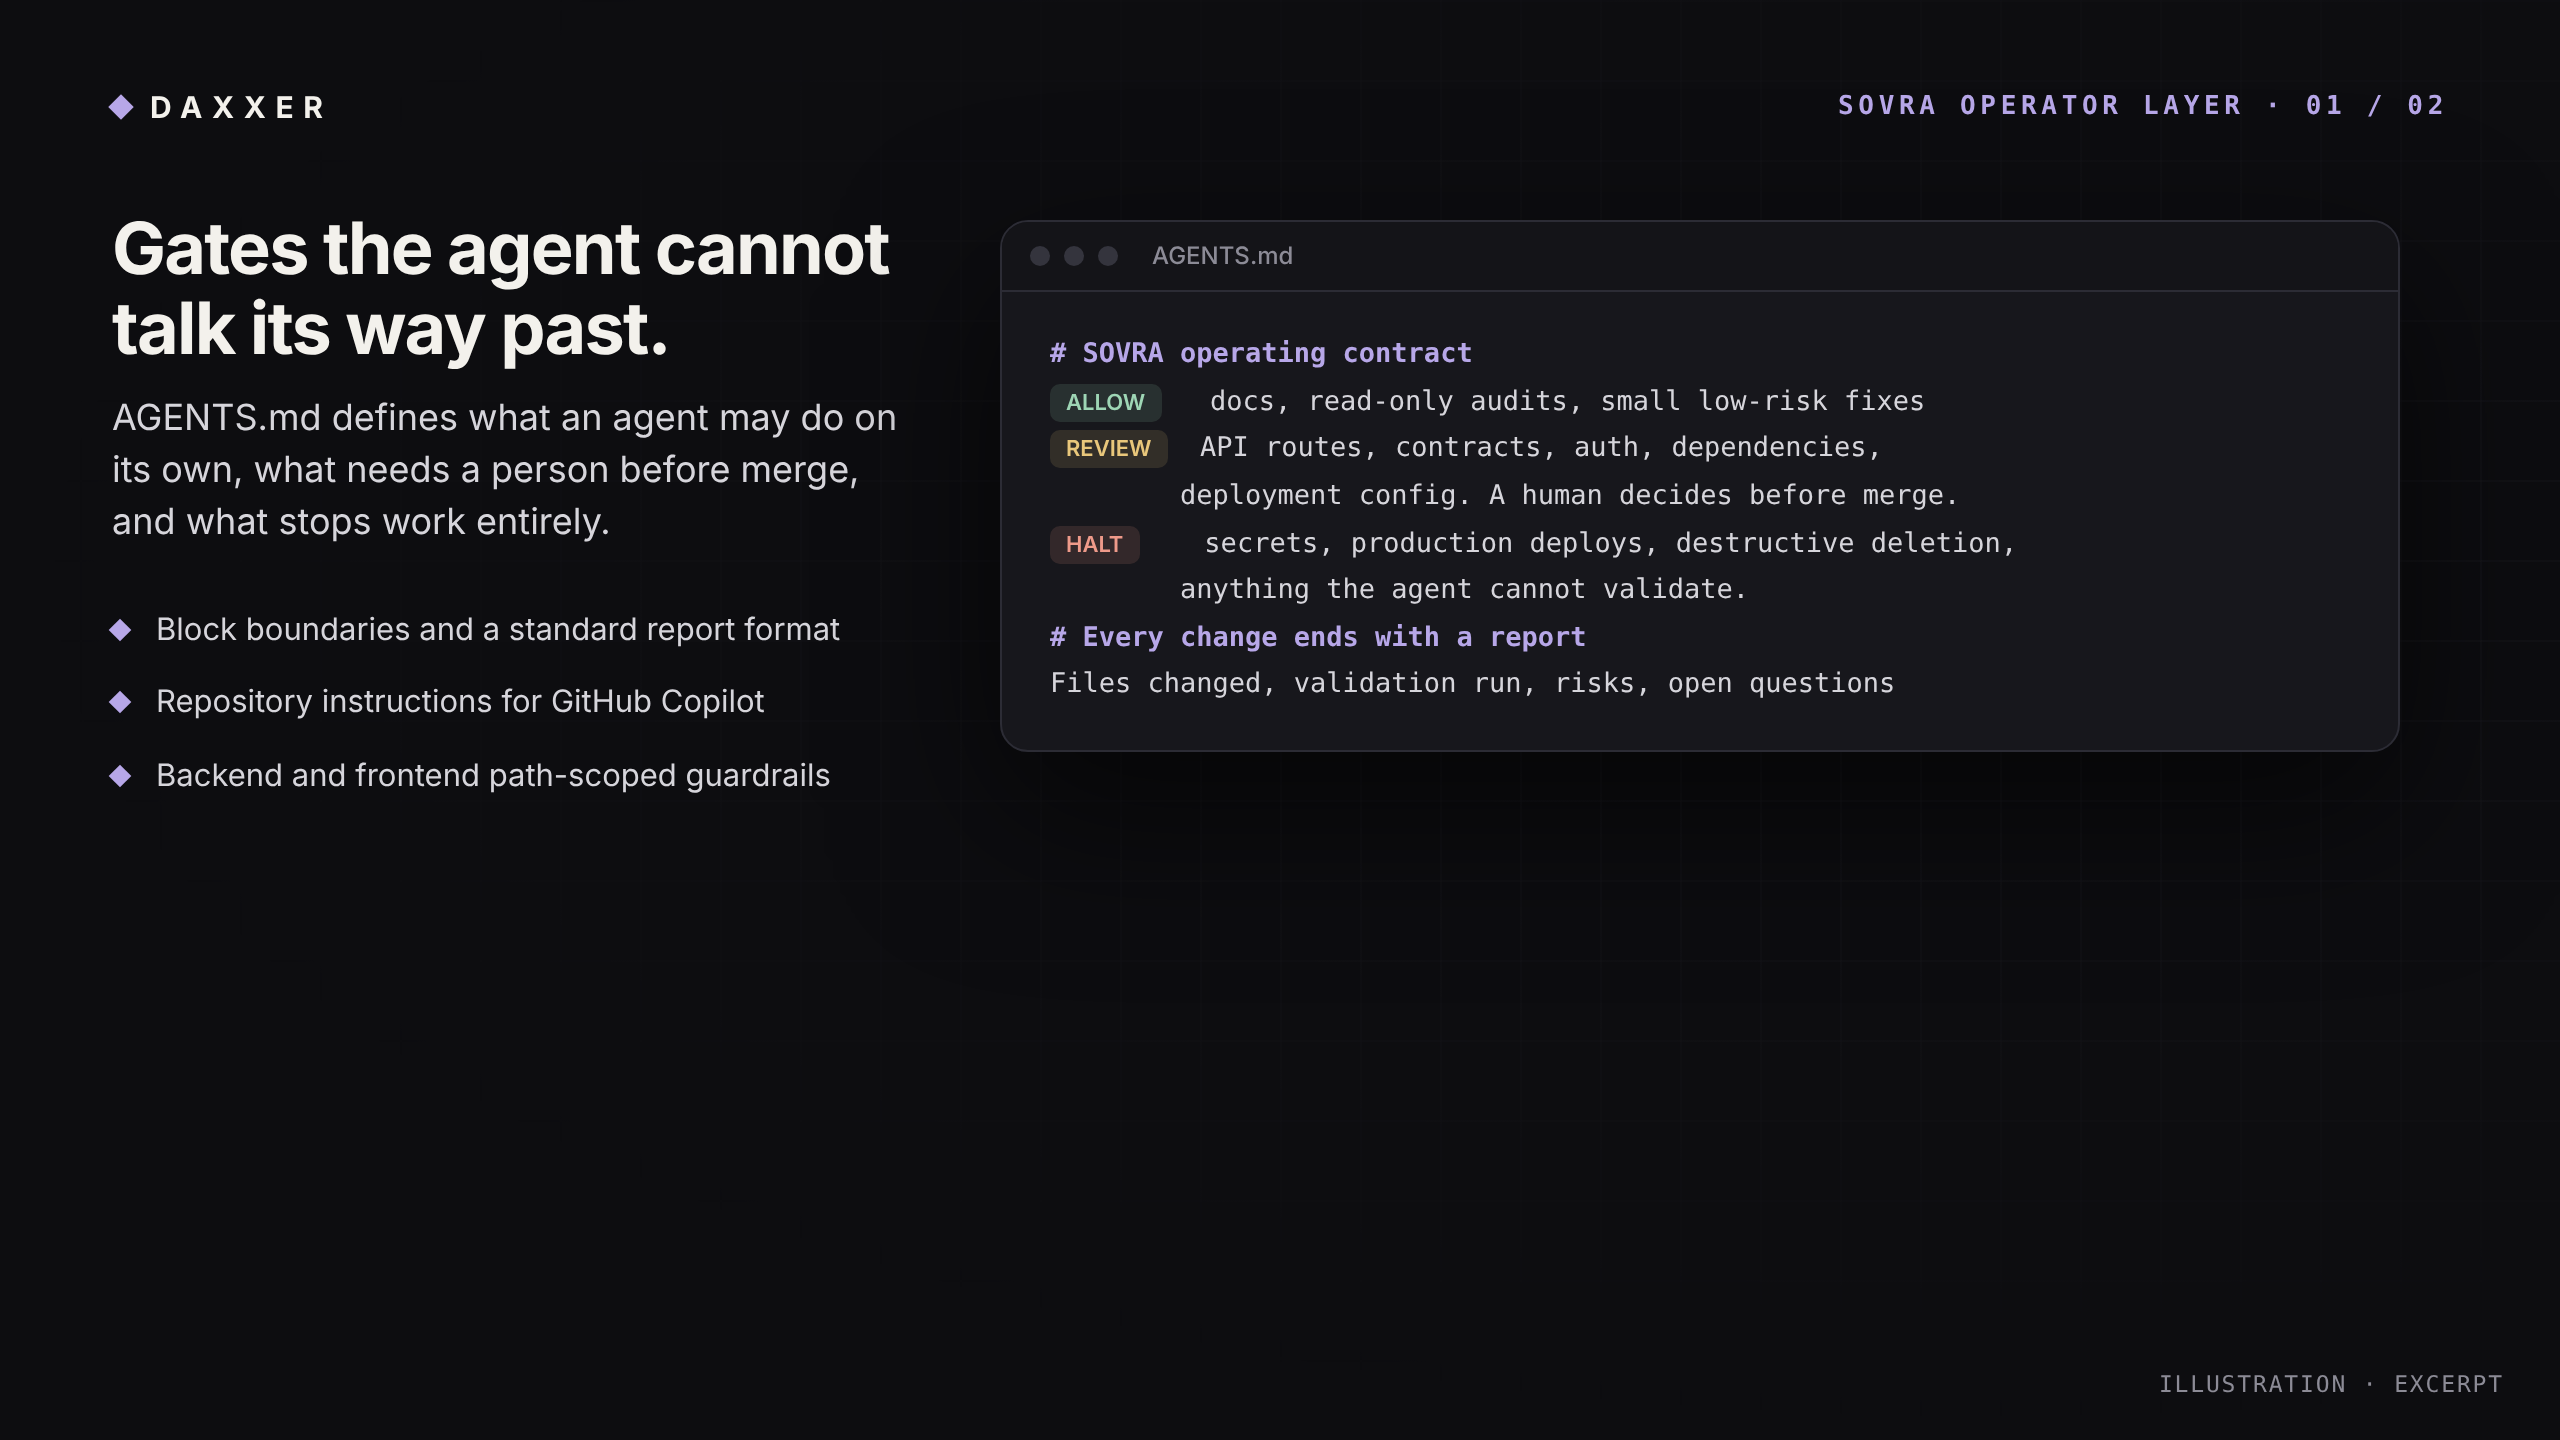 DAXXER
SOVRA OPERATOR LAYER · 01 / 02
Gates the agent cannot
talk its way past.
AGENTS.md defines what an agent may do on
its own, what needs a person before merge,
and what stops work entirely.
Block boundaries and a standard report format
Repository instructions for GitHub Copilot
Backend and frontend path-scoped guardrails
AGENTS.md
# SOVRA operating contract
ALLOW docs, read-only audits, small low-risk fixes
REVIEW API routes, contracts, auth, dependencies,
deployment config. A human decides before merge.
HALT secrets, production deploys, destructive deletion,
anything the agent cannot validate.
# Every change ends with a report
Files changed, validation run, risks, open questions
ILLUSTRATION · EXCERPT